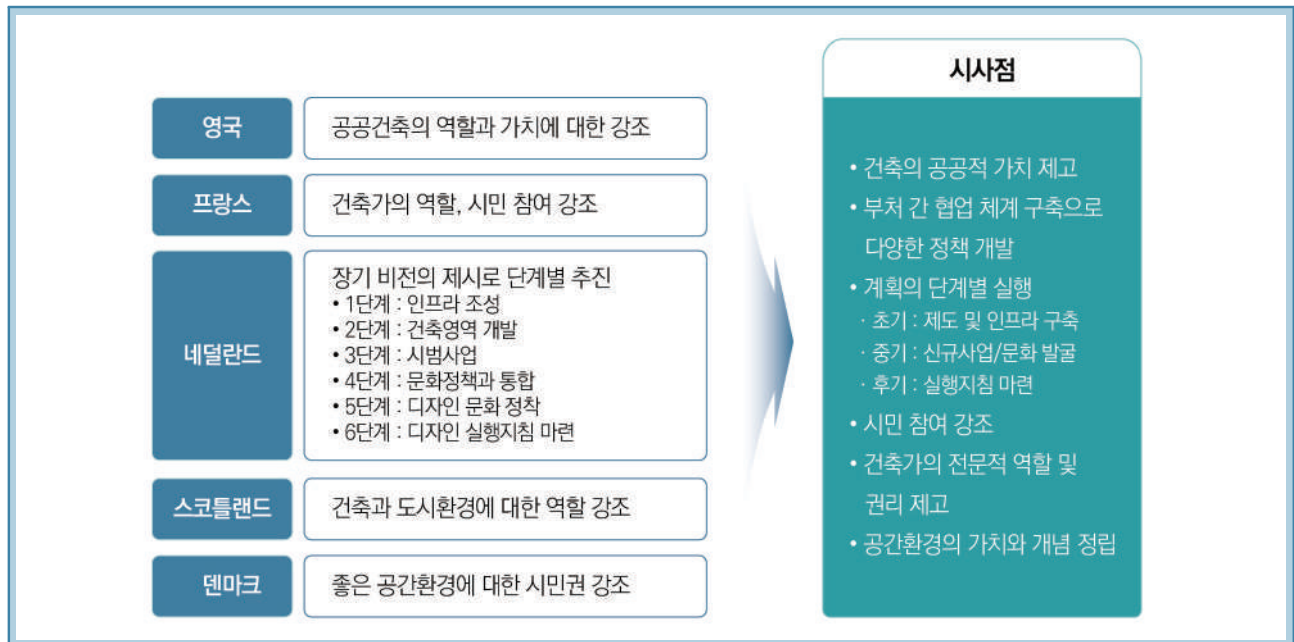 영국
공공건축의 역할과 가치에 대한 강조
프랑스
건축가의 역할, 시민 참여 강조
네덜란드
장기 비전의 제시로 단계별 추진
• 1단계 : 인프라 조성
• 2단계 : 건축영역 개발
• 3단계 : 시범사업
• 4단계 : 문화정책과 통합
• 5단계 : 디자인 문화 정착
• 6단계 : 디자인 실행지침 마련
스코틀랜드
건축과 도시환경에 대한 역할 강조
덴마크
좋은 공간환경에 대한 시민권 강조
시사점
• 건축의 공공적 가치 제고
• 부처 간 협업 체계 구축으로
다양한 정책 개발
• 계획의 단계별 실행
· 초기 : 제도 및 인프라 구축
· 중기 : 신규사업/문화 발굴
· 후기 : 실행지침 마련
• 시민 참여 강조
• 건축가의 전문적 역할 및
권리 제고
• 공간환경의 가치와 개념 정립